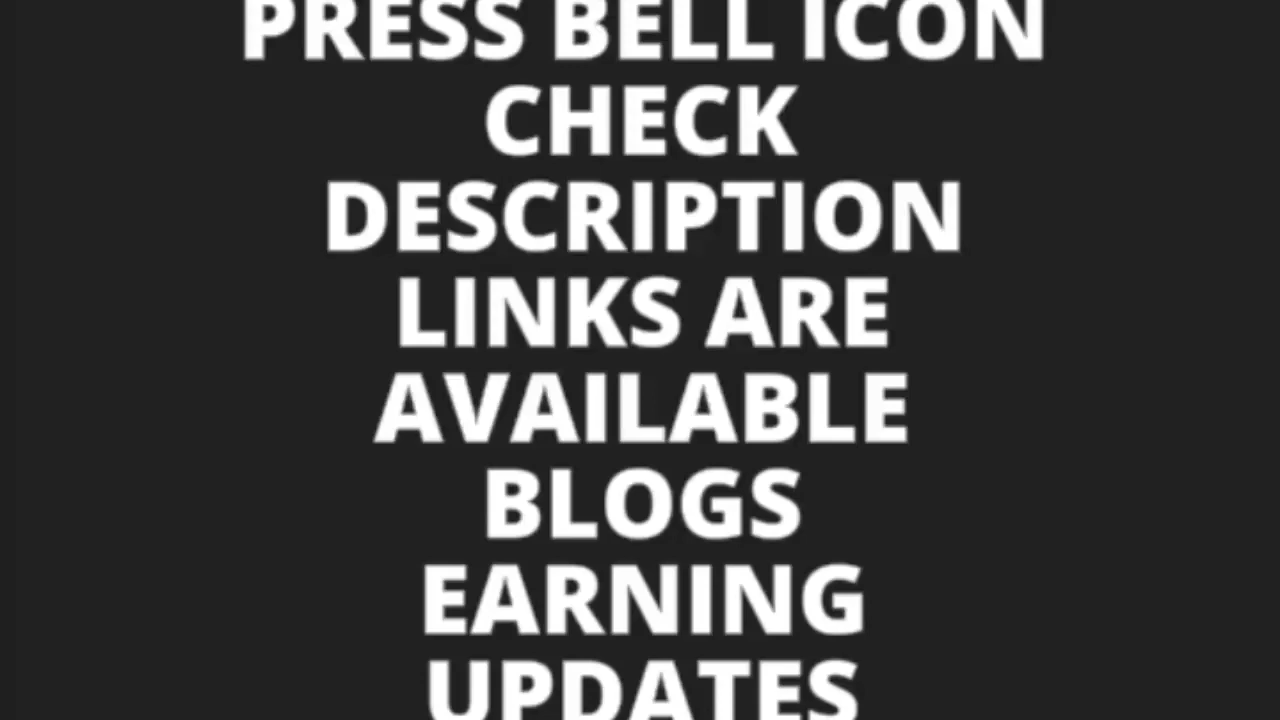 PRESS BELL ICON
CHECK
DESCRIPTION
LINKS ARE
AVAILABLE
BLOGS
EARNING
UPDATES